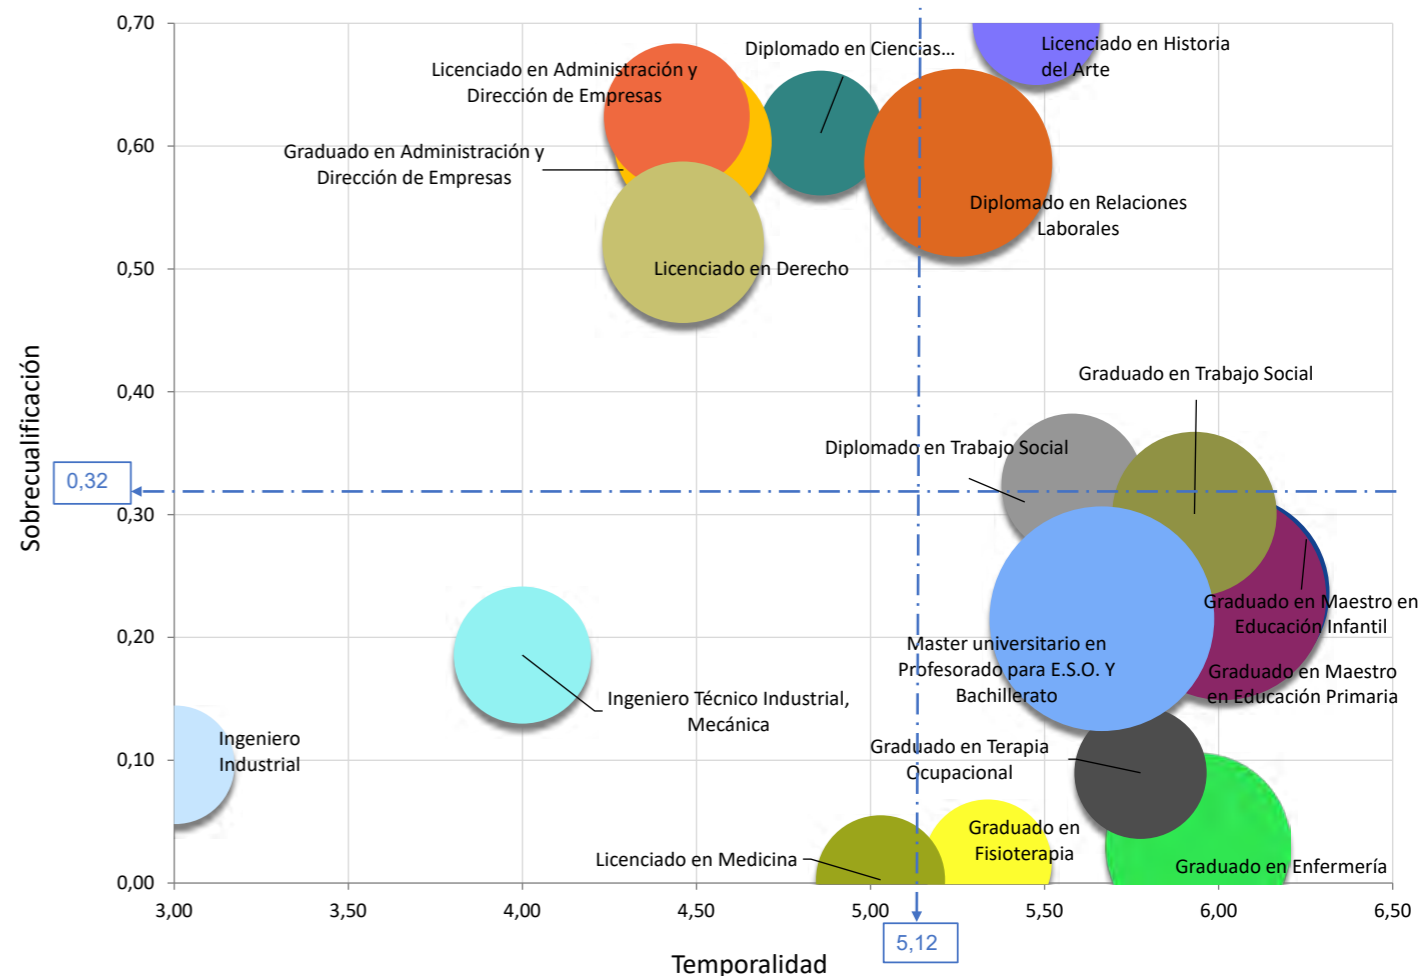 0,70
0,60
0,50
0,40
0,30
0,20
0,10
0,00
Sobrecualificación
0,32
Licenciado en Administración y
Dirección de Empresas
Graduado en Administración y
Dirección de Empresas
Licenciado en Derecho
Diplomado en Ciencias...
Licenciado en Historia
del Arte
Diplomado en Relaciones
Laborales
Graduado en Trabajo Social
Diplomado en Trabajo Social
Graduado en Maestro en
Educación Infantil
Master universitario en
Profesorado para E.S.O. Y
Bachillerato
Graduado en Maestro
en Educación Primaria
Ingeniero Técnico Industrial,
Mecánica
Ingeniero
Industrial
Graduado en Terapia
Ocupacional
Graduado en
Fisioterapia
Licenciado en Medicina
Graduado en Enfermería
3,00
3,50
4,00
4,50
5,00
5,50
6,00
6,50
5,12
Temporalidad